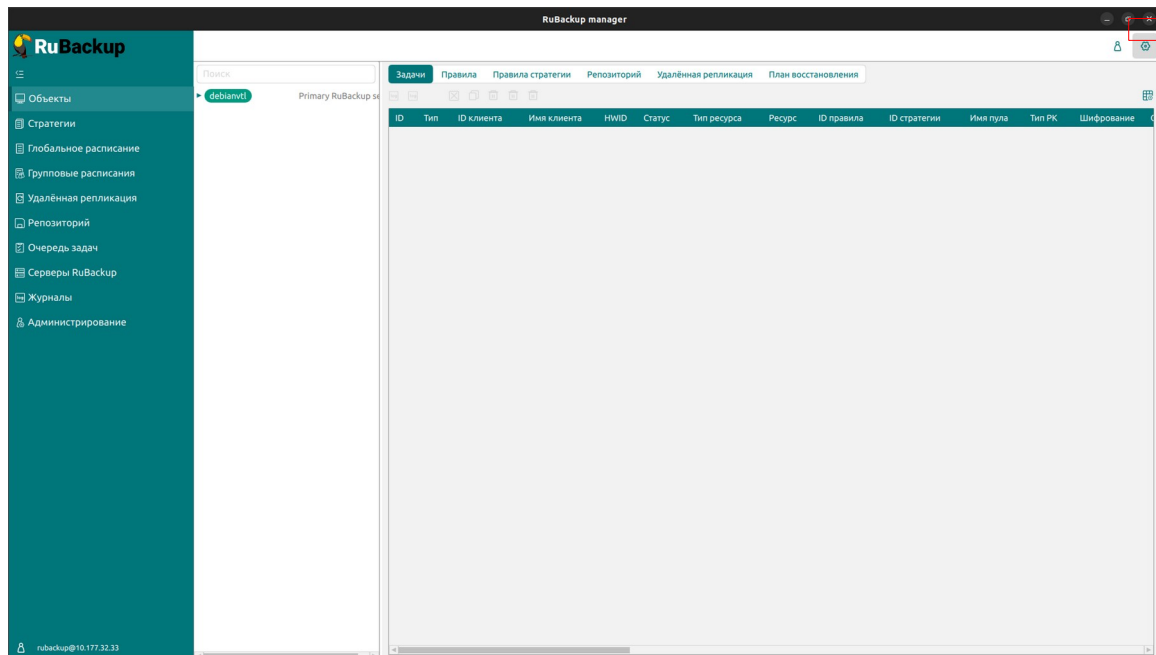 RuBackup manager
RuBackup
Поиск
Задачи Правила Правила стратегии Репозиторий Удалённая репликация План восстановления
Объекты
debianvtl Primary RuBackup
ID Тип ID клиента Имя клиента HWID Статус Тип ресурса Ресурс ID правила ID стратегии Имя пула Тип РК Шифрование
Стратегии
Глобальное расписание
Групповые расписания
Удалённая репликация
Репозиторий
Очередь задач
Серверы RuBackup
Журналы
Администрирование
rubackup@10.177.32.33